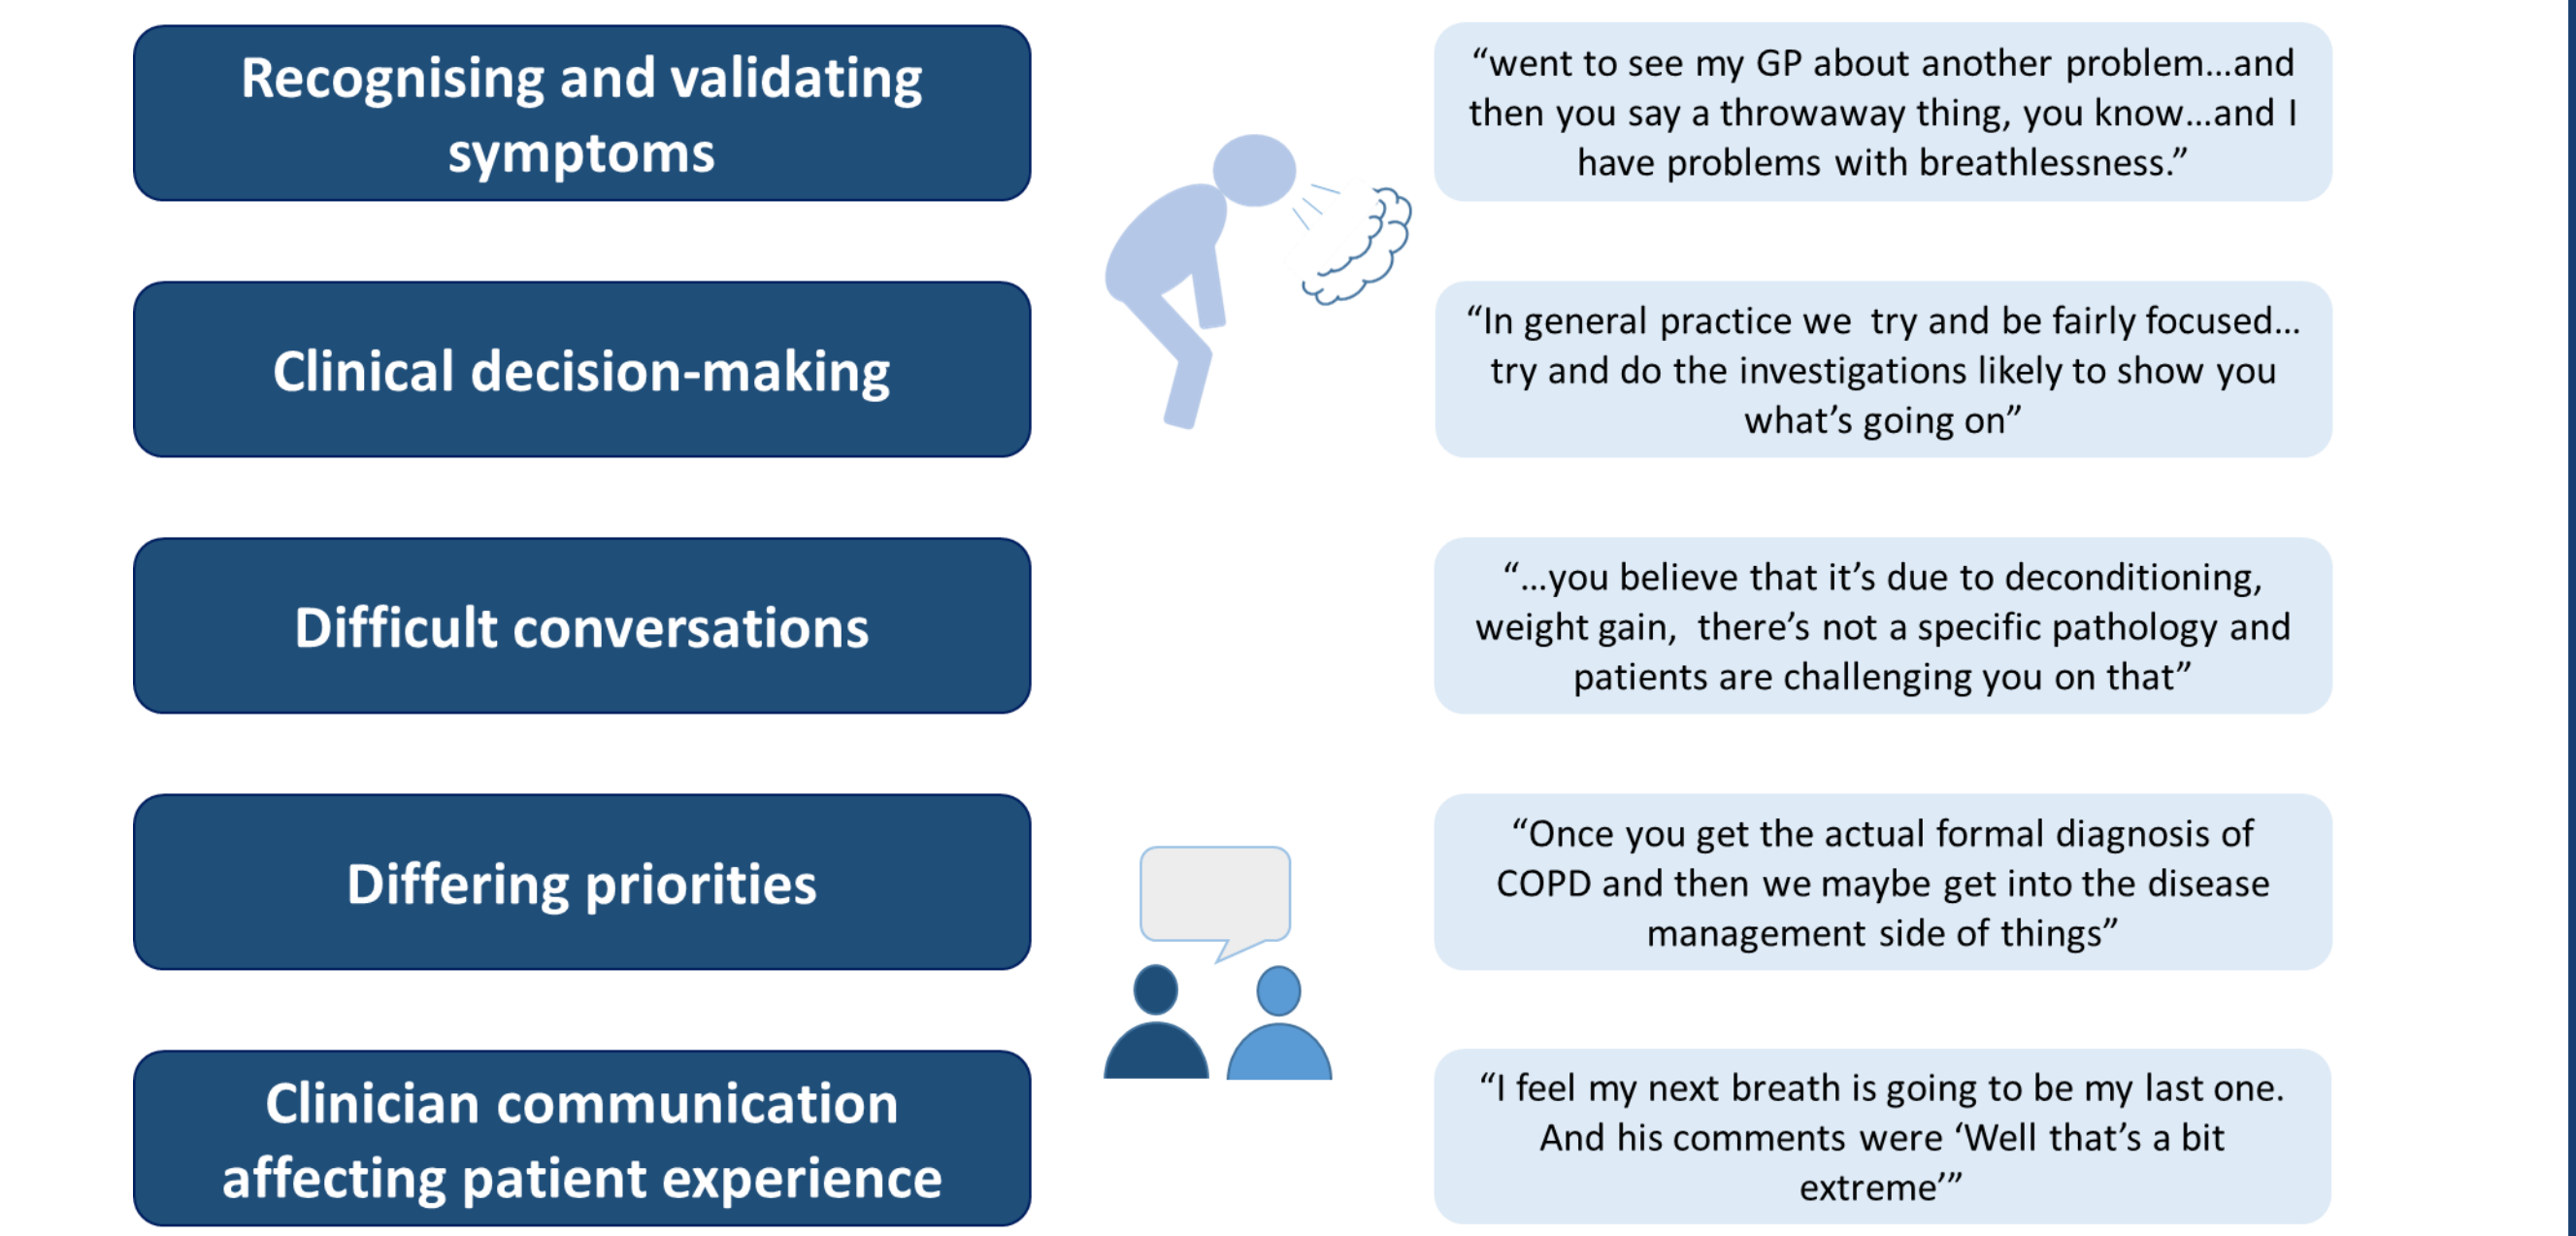 Recognising and validating
symptoms
“went to see my GP about another problem...and
then you say a throwaway thing, you know...and I
have problems with breathlessness.”
Clinical decision-making
“In general practice we  try and be fairly focused...
try and do the investigations likely to show you
what’s going on”
Difficult conversations
“...you believe that it’s due to deconditioning,
weight gain,  there’s not a specific pathology and
patients are challenging you on that”
Differing priorities
“Once you get the actual formal diagnosis of
COPD and then we maybe get into the disease
management side of things”
Clinician communication
affecting patient experience
“I feel my next breath is going to be my last one.
And his comments were ‘Well that’s a bit
extreme’”